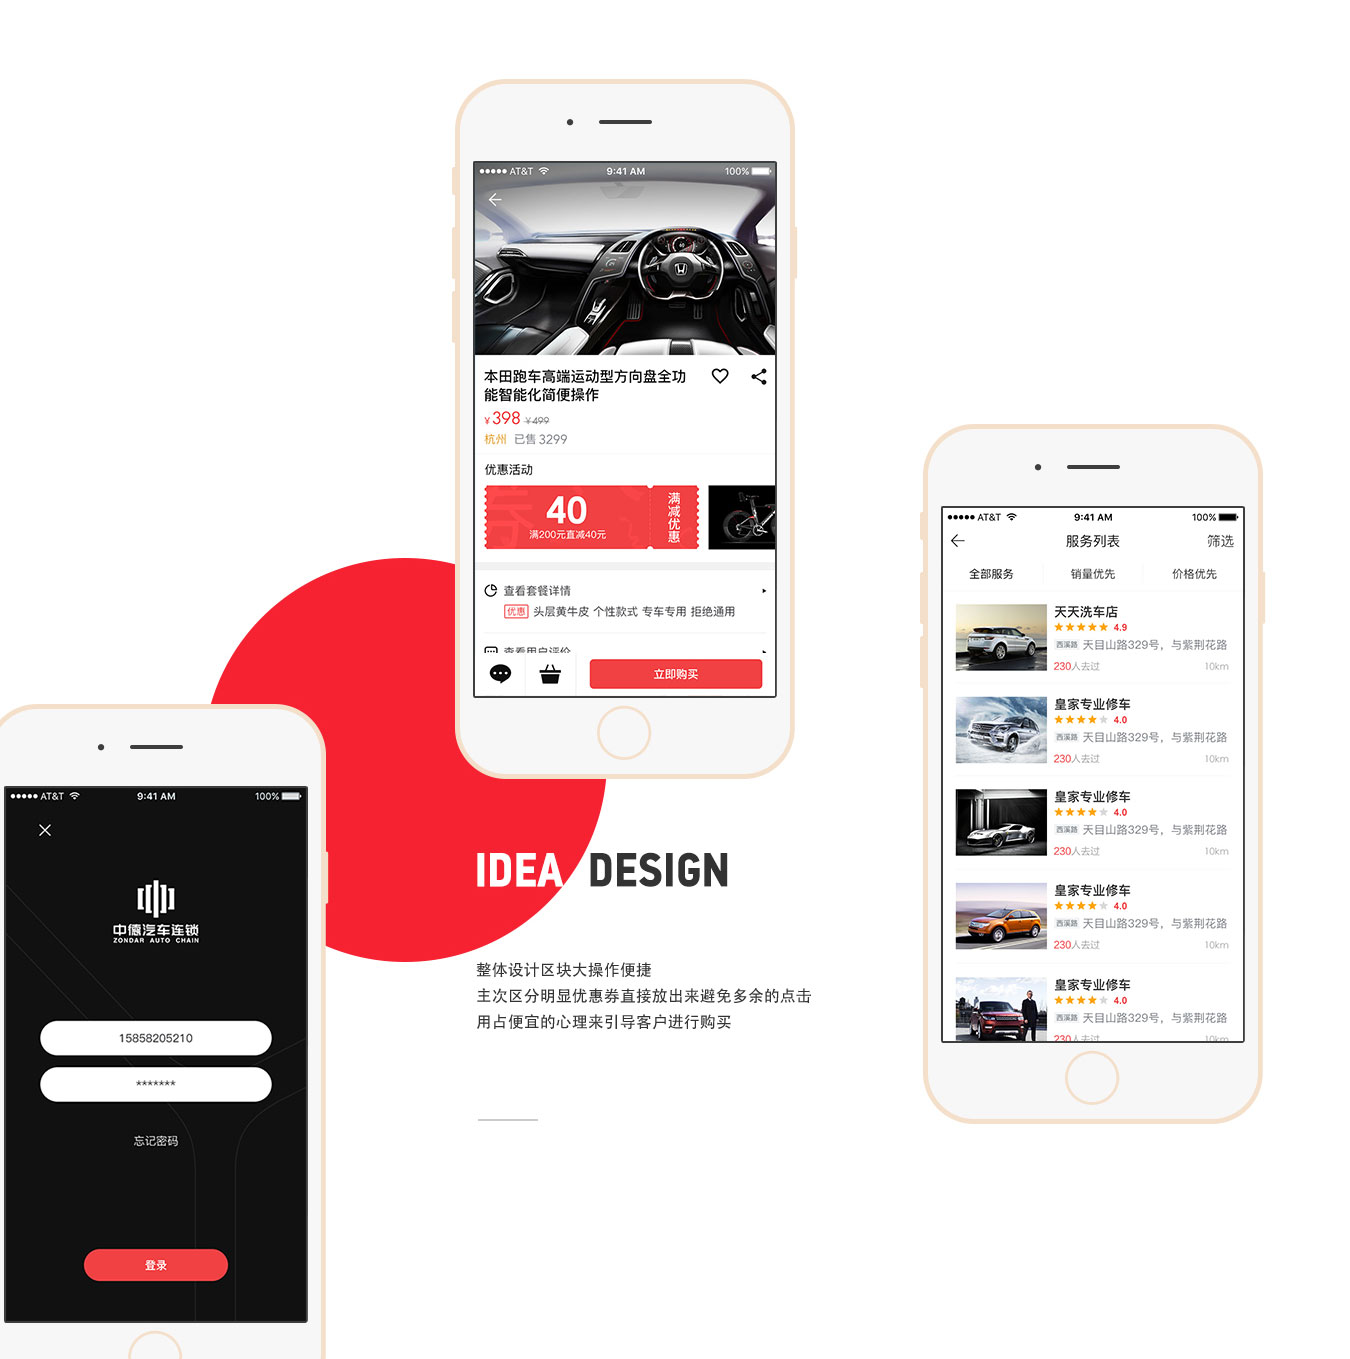 AT&T 9:41 AM 100%
本田跑车高端运动型方向盘全功
能智能化简便操作
¥398 ¥499
杭州 已售 3299
优惠活动
40
满200元直减40元
满减优惠
查看套餐详情
优惠 头层黄牛皮 个性款式 专车专用 拒绝通用
查看用户评价
立即购买
AT&T 9:41 AM 100%
服务列表 筛选
全部服务 销量优先 价格优先
天天洗车店
4.9
西溪路 天目山路329号，与紫荆花路
230人去过 10km
皇家专业修车
4.0
西溪路 天目山路329号，与紫荆花路
230人去过 10km
皇家专业修车
4.0
西溪路 天目山路329号，与紫荆花路
230人去过 10km
皇家专业修车
4.0
西溪路 天目山路329号，与紫荆花路
230人去过 10km
皇家专业修车
4.0
西溪路 天目山路329号，与紫荆花路
230人去过 10km
AT&T 9:41 AM 100%
中僡汽车连锁
ZONDAR AUTO CHAIN
15858205210
*******
忘记密码
登录
IDEA DESIGN
整体设计区块大操作便捷
主次区分明显优惠券直接放出来避免多余的点击
用占便宜的心理来引导客户进行购买